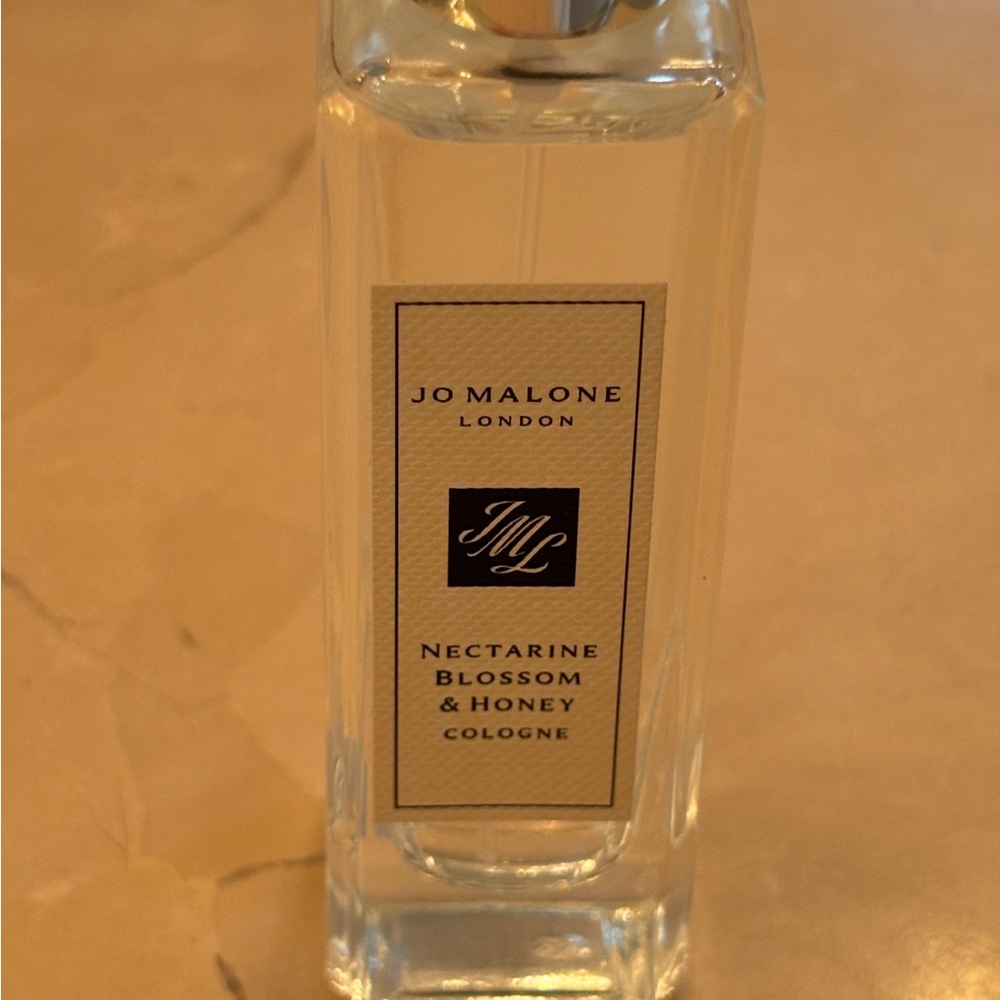 JO MALONE
LONDON
JML
NECTARINE
BLOSSOM
& HONEY
COLOGNE